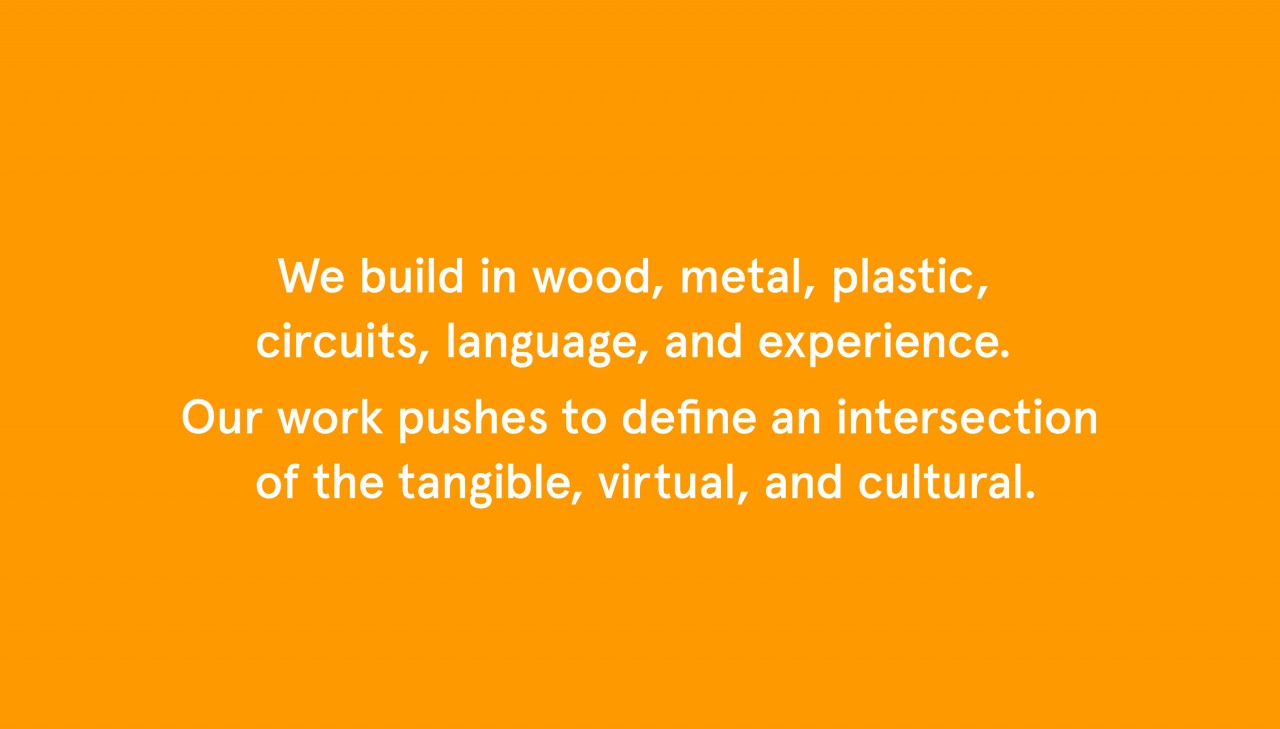 We build in wood, metal, plastic,
circuits, language, and experience.
Our work pushes to define an intersection
of the tangible, virtual, and cultural.